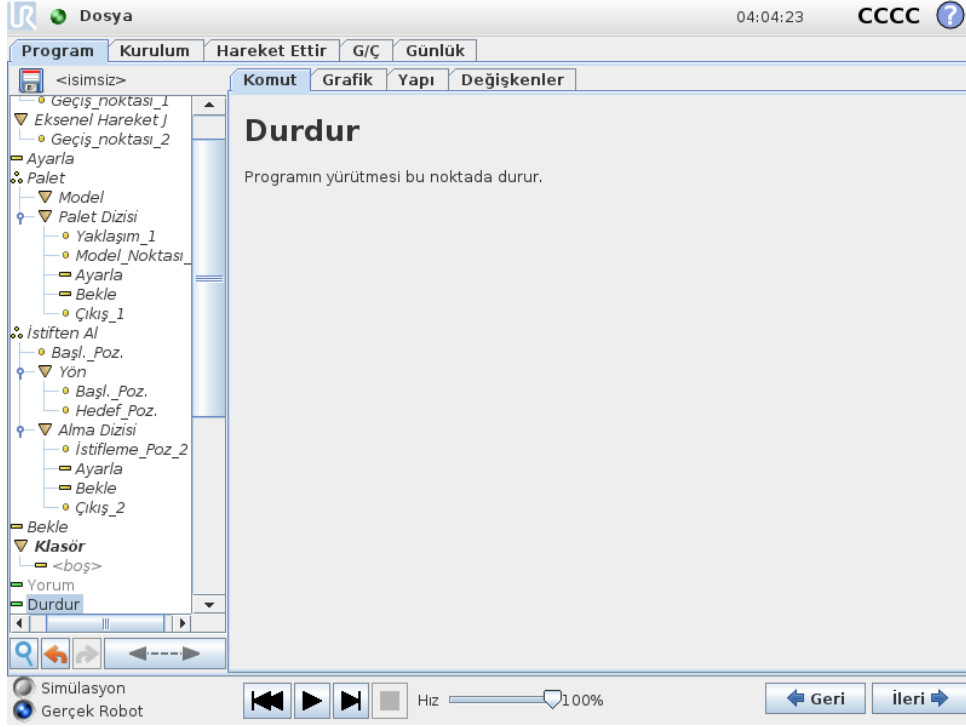 UR Dosya 04:04:23 CCCC ?
Program Kurulum Hareket Ettir G/Ç Günlük
<isimsiz>
Komut Grafik Yapı Değişkenler
Geçiş_noktası_1
Eksenel Hareket J
Geçiş_noktası_2
Ayarla
Palet
Model
Palet Dizisi
Yaklaşım_1
Model_Noktası_
Ayarla
Bekle
Çıkış_1
İstiften Al
Başl._Poz.
Yön
Başl._Poz.
Hedef_Poz.
Alma Dizisi
İstifleme_Poz_2
Ayarla
Bekle
Çıkış_2
Bekle
Klasör
<boş>
Yorum
Durdur
Durdur
Programın yürütmesi bu noktada durur.
Simülasyon
Gerçek Robot
Hız 100%
Geri İleri